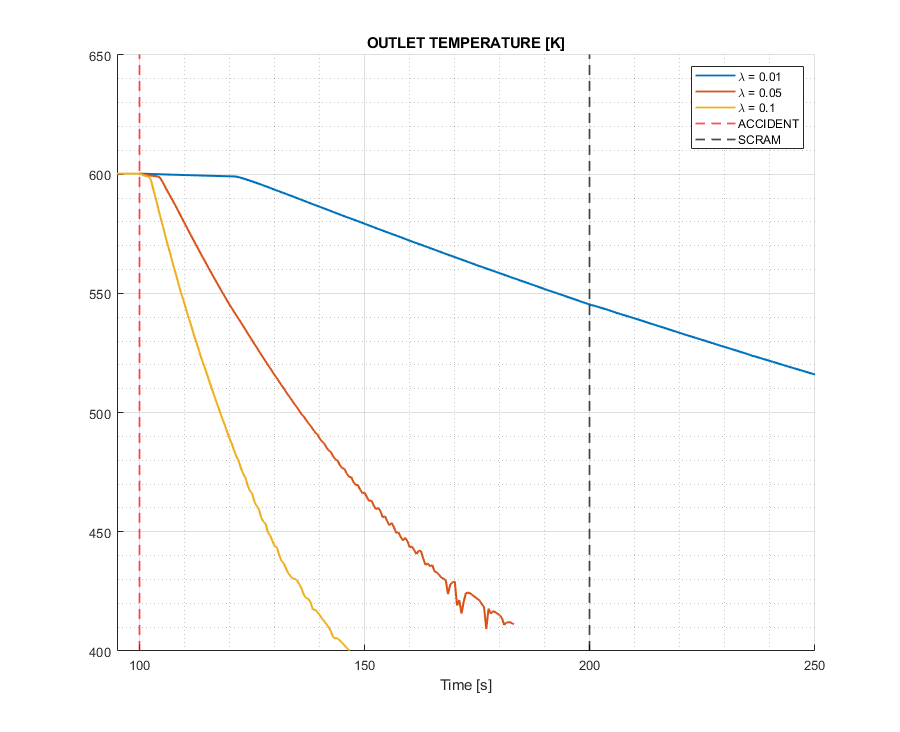 OUTLET TEMPERATURE [K]
650
600
550
500
450
400
λ = 0.01
λ = 0.05
λ = 0.1
ACCIDENT
SCRAM
100
150
200
250
Time [s]